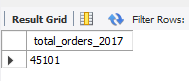 Result Grid Filter Rows:
total_orders_2017
45101